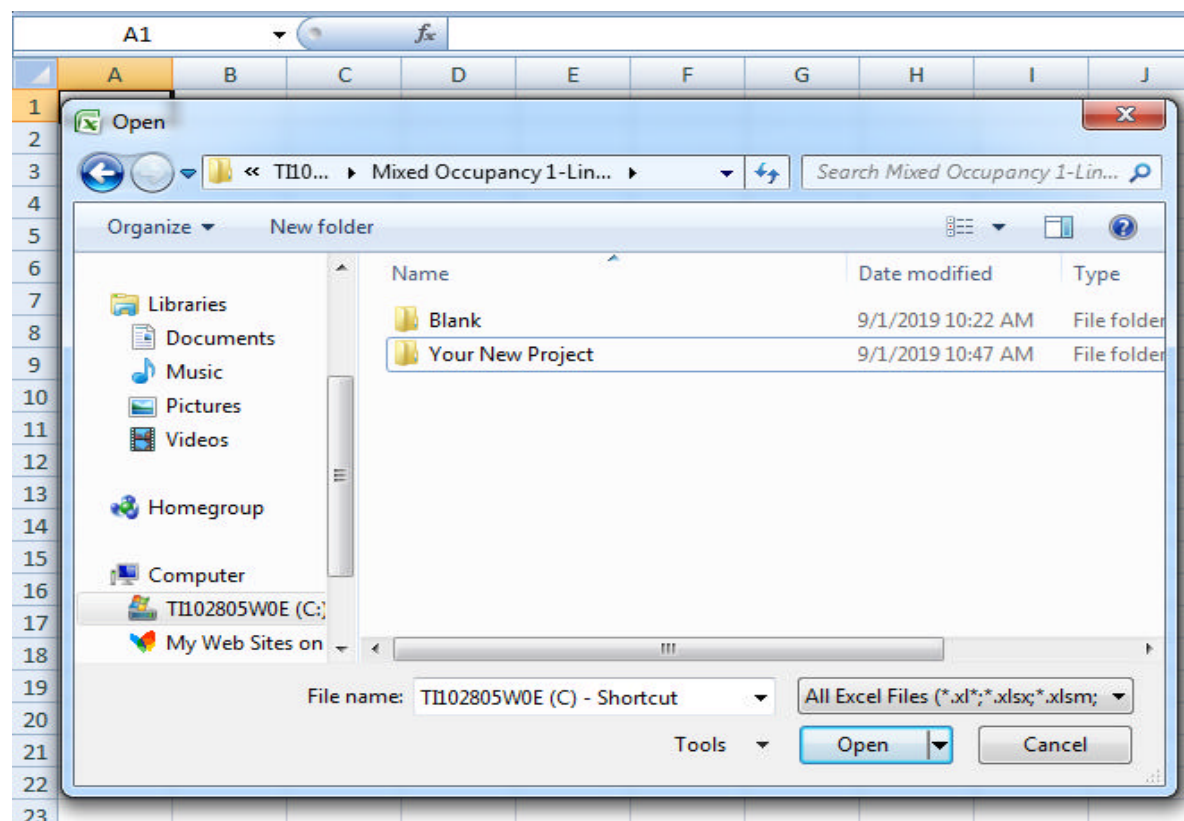 A1 fx
A B C D E F G H I J
1
Open
2
3
« TI10... Mixed Occupancy 1-Lin... Search Mixed Occupancy 1-Lin...
4
5
Organize New folder
6
Name Date modified Type
7
Libraries
Blank 9/1/2019 10:22 AM File folder
8
Documents
Your New Project 9/1/2019 10:47 AM File folder
9
Music
10
Pictures
11
Videos
12
13
Homegroup
14
15
Computer
16
TI102805W0E (C:)
17
My Web Sites on
18
19
File name: TI102805W0E (C) - Shortcut All Excel Files (*.xl*;*.xlsx;*.xlsm;
20
Tools Open Cancel
21
22
23